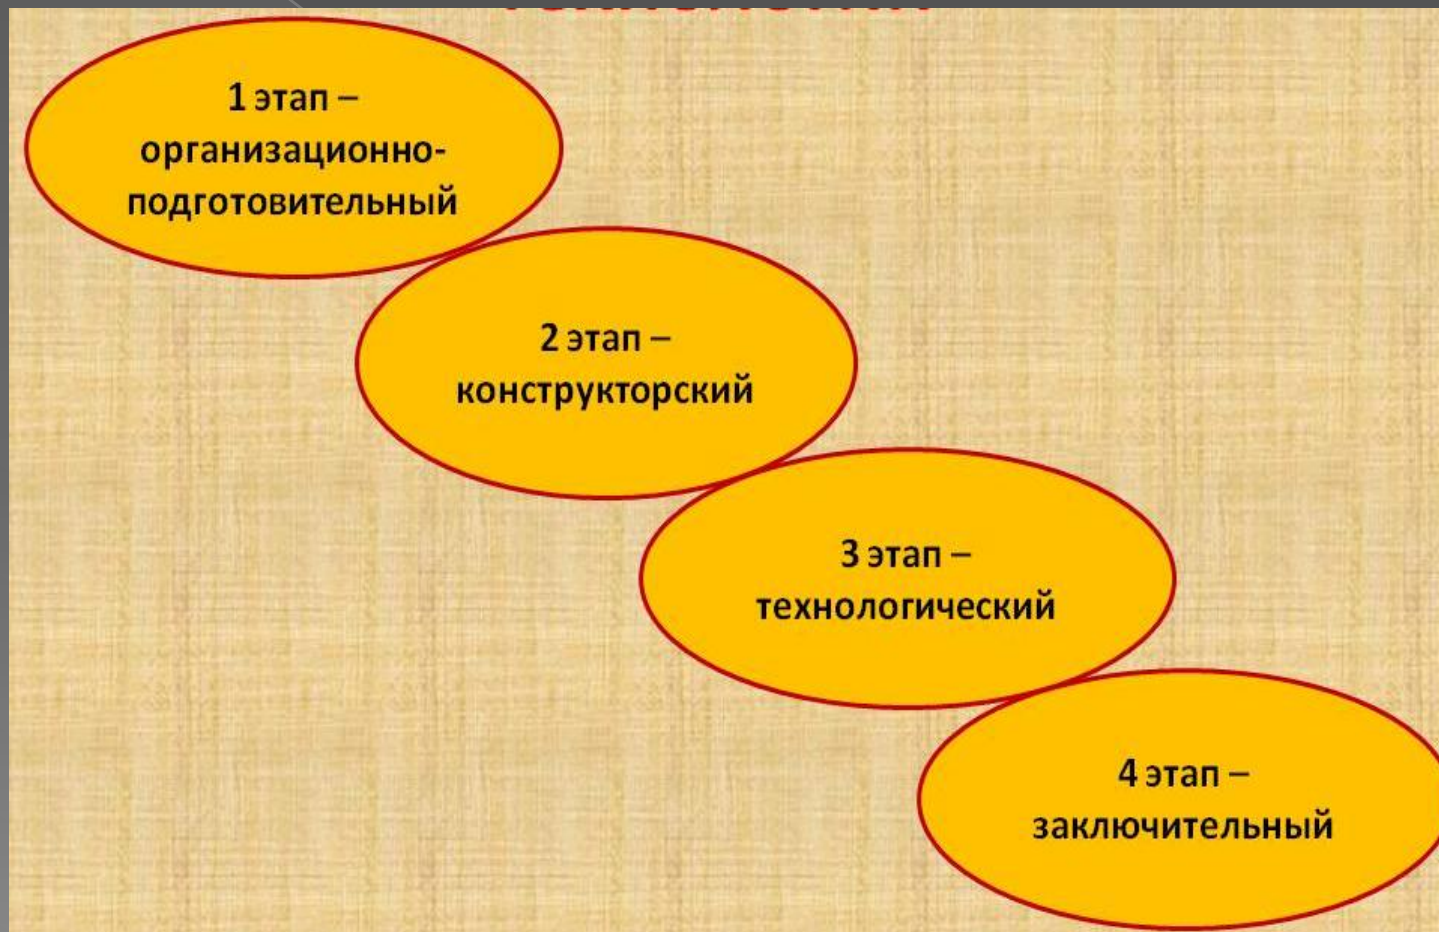 1 этап –
организационно-
подготовительный
2 этап –
конструкторский
3 этап –
технологический
4 этап –
заключительный